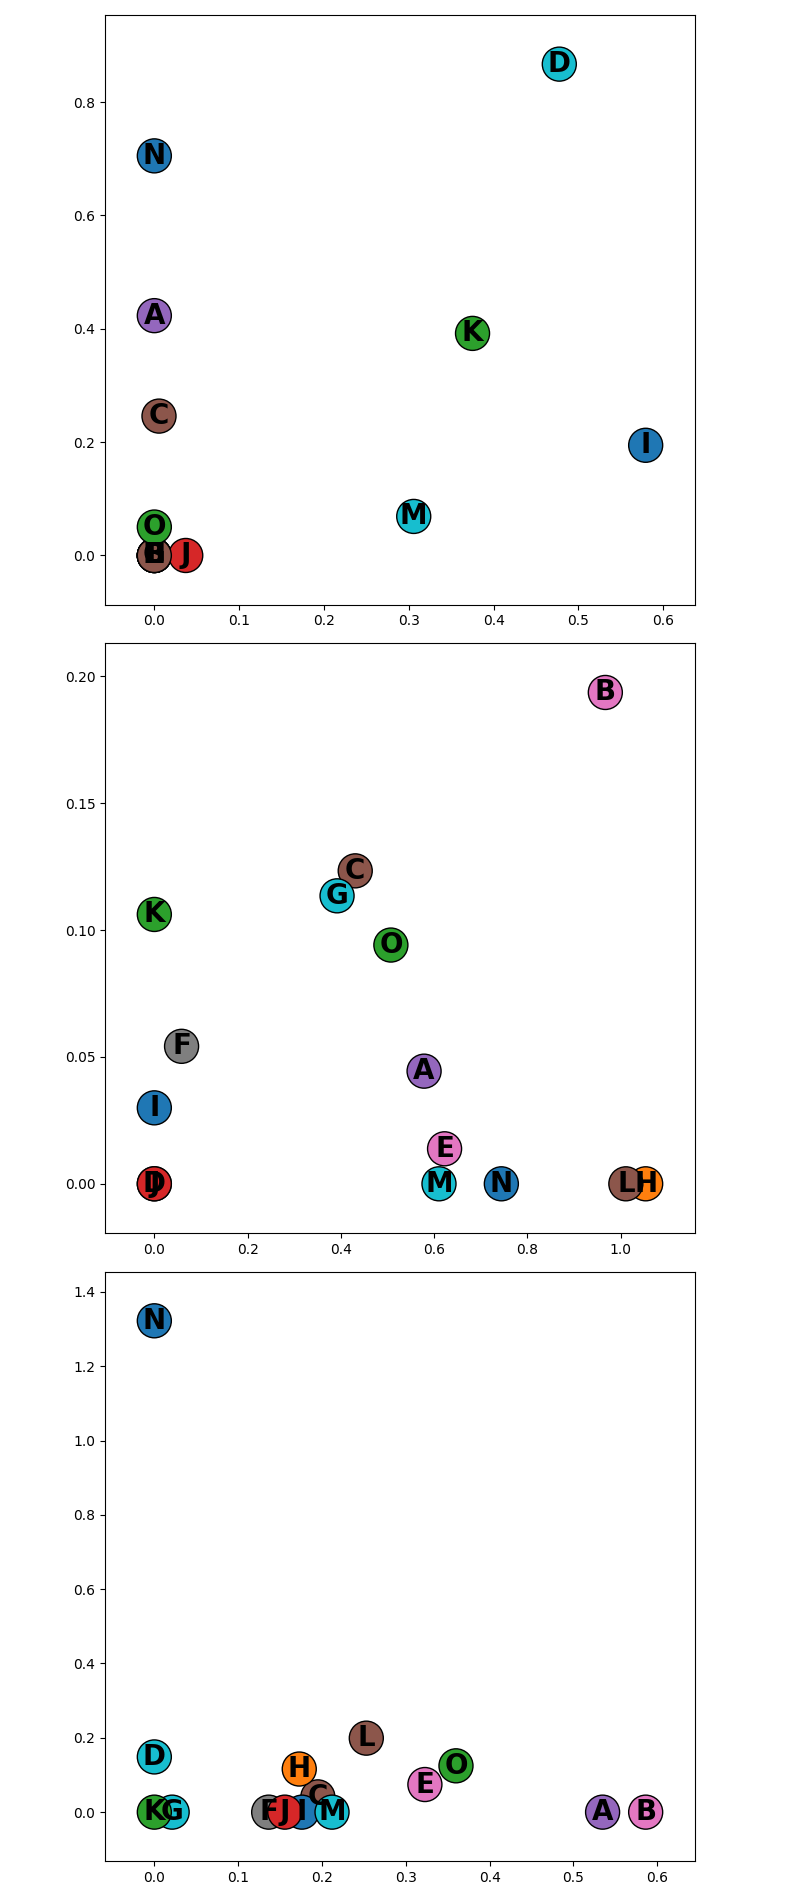 D
0.8
N
0.6
A
0.4
K
C
0.2
I
M
O
0.0
J
0.0 0.1 0.2 0.3 0.4 0.5 0.6
0.20
B
0.15
C
G
K
0.10
O
F
0.05
A
I
E
0.00
D J M N L H
0.0 0.2 0.4 0.6 0.8 1.0
1.4
N
1.2
1.0
0.8
0.6
0.4
0.2
L
D H O
C E
0.0 K G F J I M A B
0.0 0.1 0.2 0.3 0.4 0.5 0.6